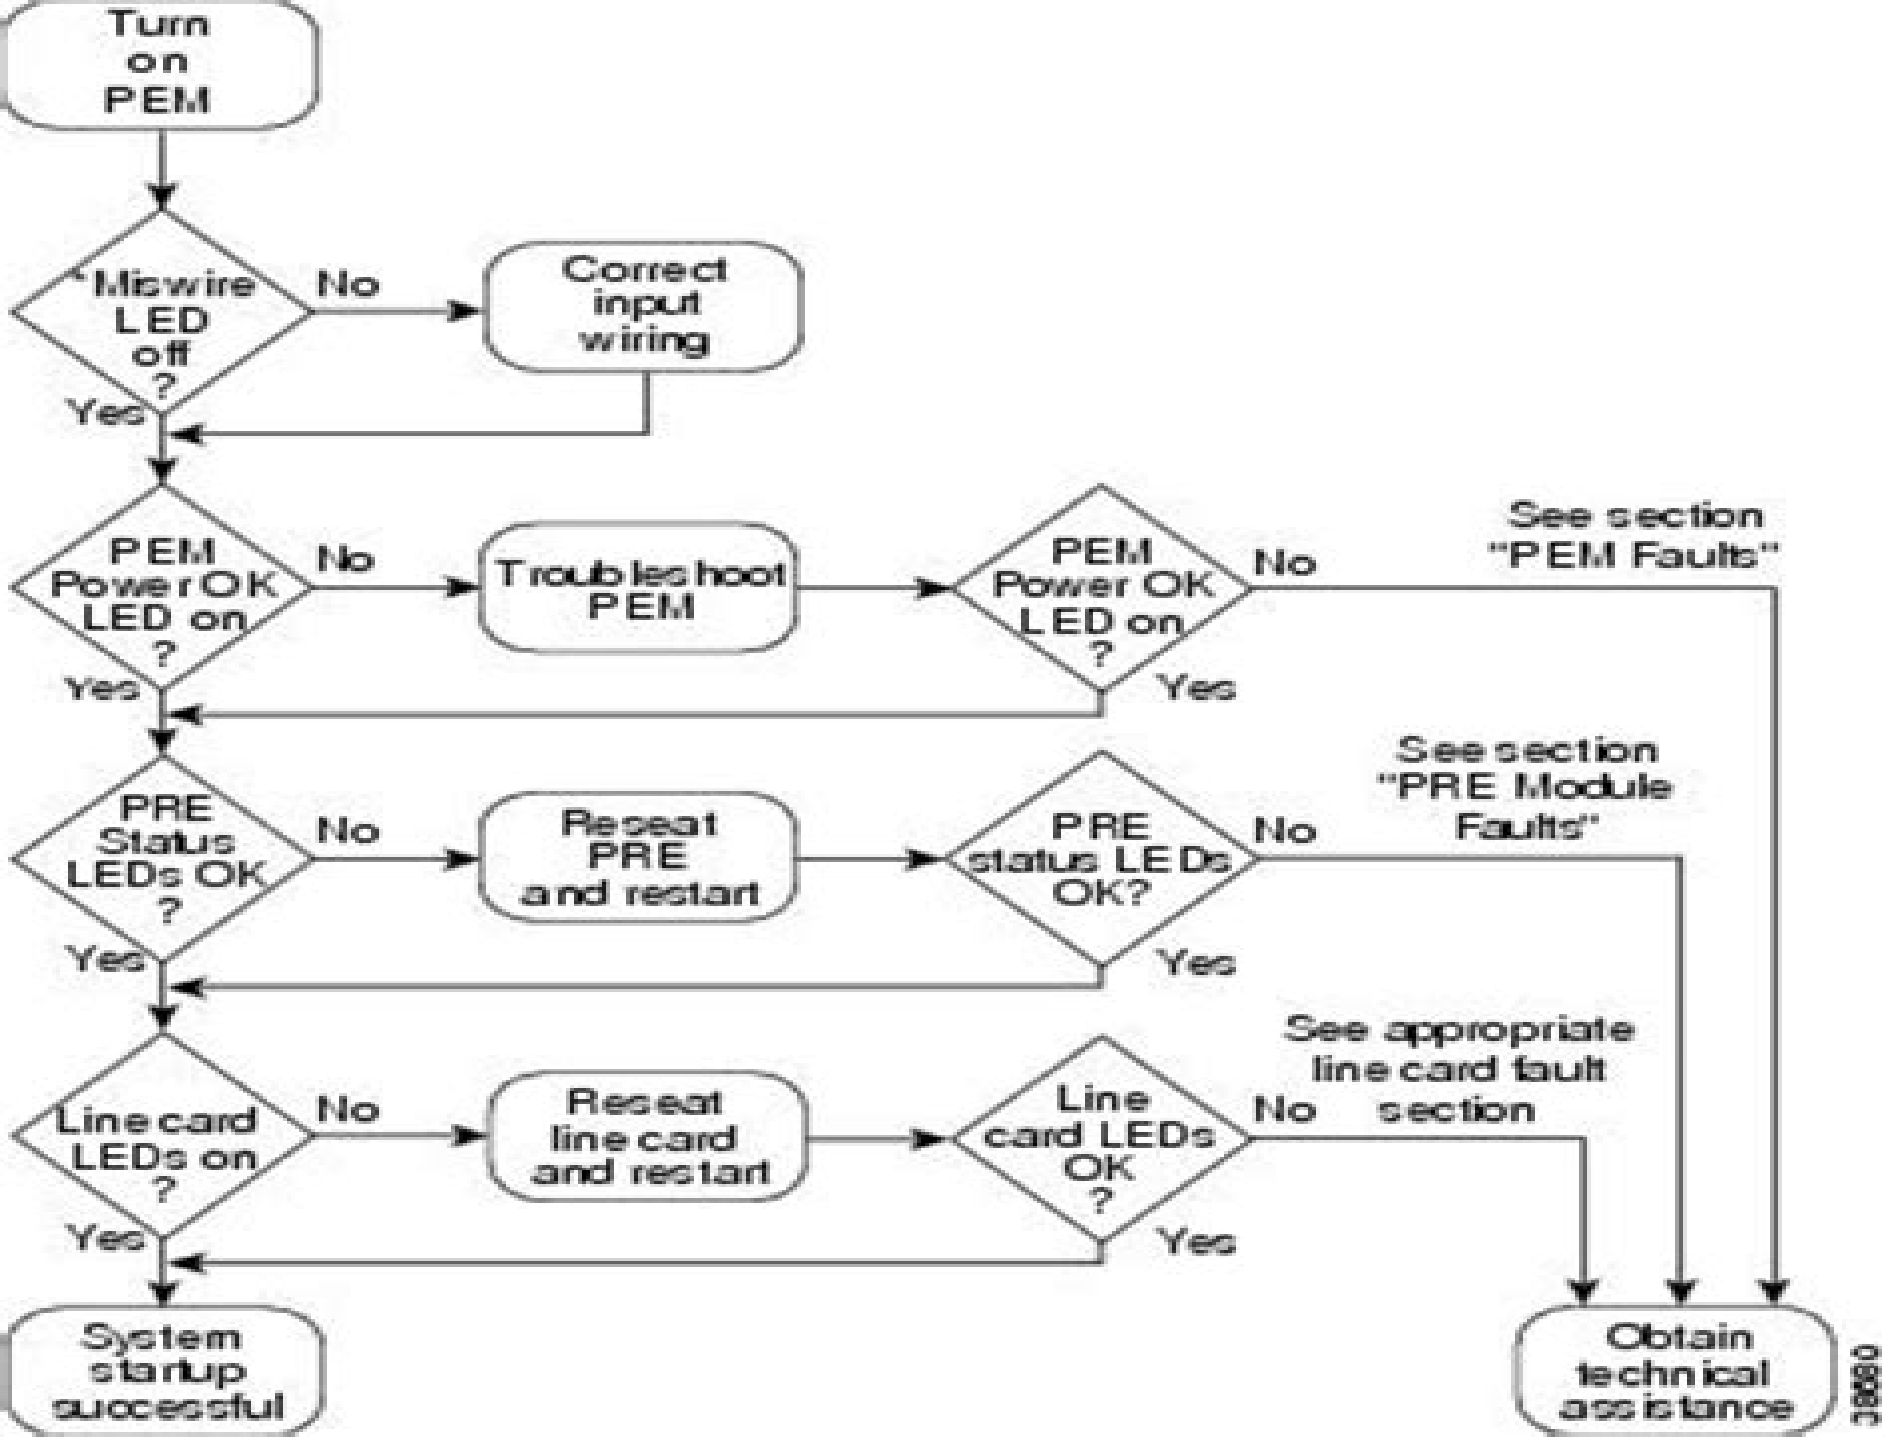 Turn
on
PEM
*Miswire
LED
off
?
No
Correct
input
wiring
Yes
PEM
Power OK
LED on
?
No
Troubleshoot
PEM
PEM
Power OK
LED on
?
No
See section
"PEM Faults"
Yes
Yes
PRE
Status
LEDs OK
?
No
Reseat
PRE
and restart
PRE
status LEDs
OK?
No
See section
"PRE Module
Faults"
Yes
Yes
Line card
LEDs on
?
No
Reseat
line card
and restart
Line
card LEDs
OK
?
No
See appropriate
line card fault
section
Yes
Yes
System
startup
successful
Obtain
technical
assistance